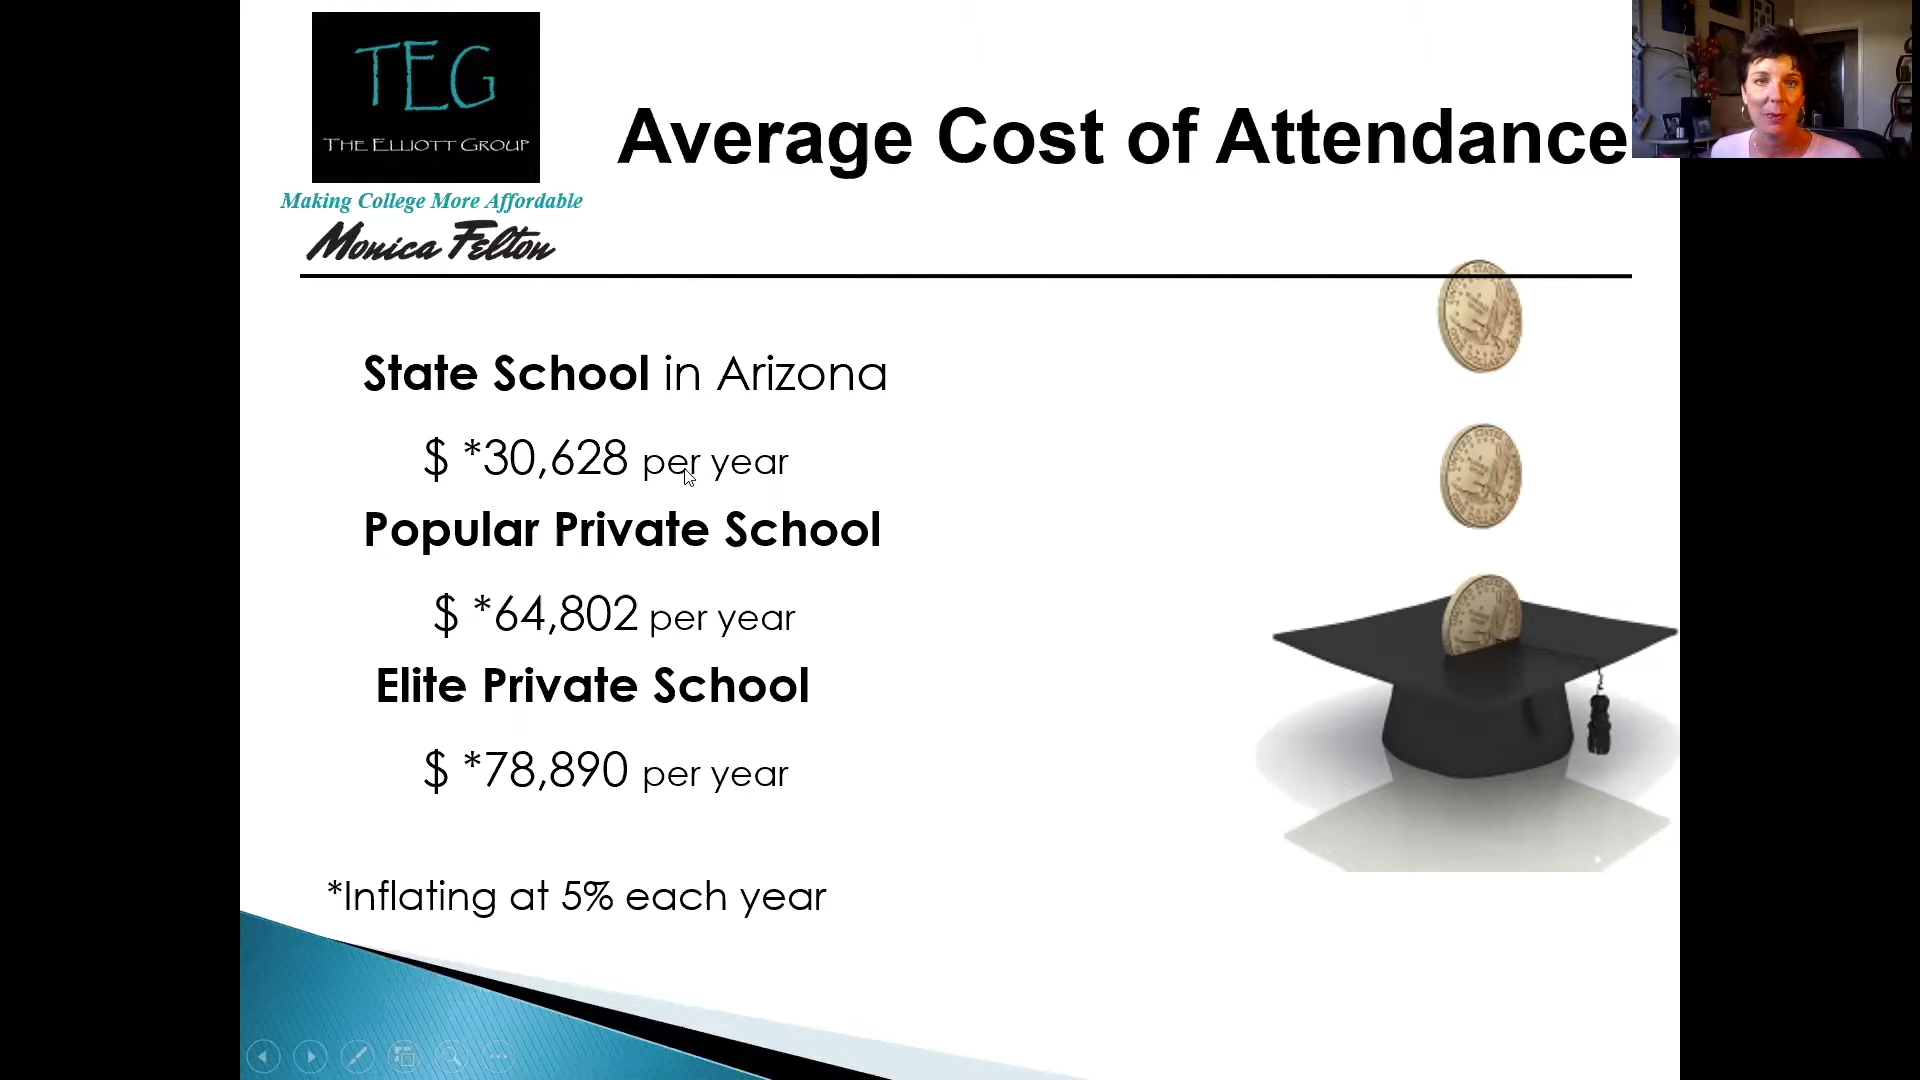 TEG
THE ELLIOTT GROUP
Making College More Affordable
Monica Felton
Average Cost of Attendance
State School in Arizona
$ *30,628 per year
Popular Private School
$ *64,802 per year
Elite Private School
$ *78,890 per year
*Inflating at 5% each year